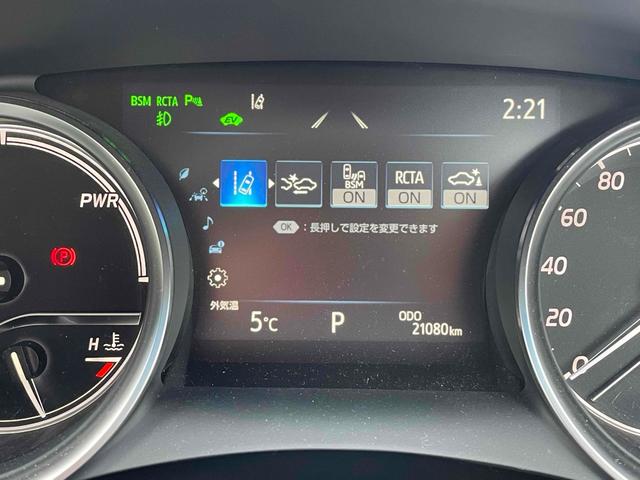 BSM RCTA P
EV
2:21
PWR
BSM
ON
RCTA
ON
ON
OK :長押しで設定を変更できます
(P)
H
外気温
5℃
P
ODO
21080km
80
60
40
20
0